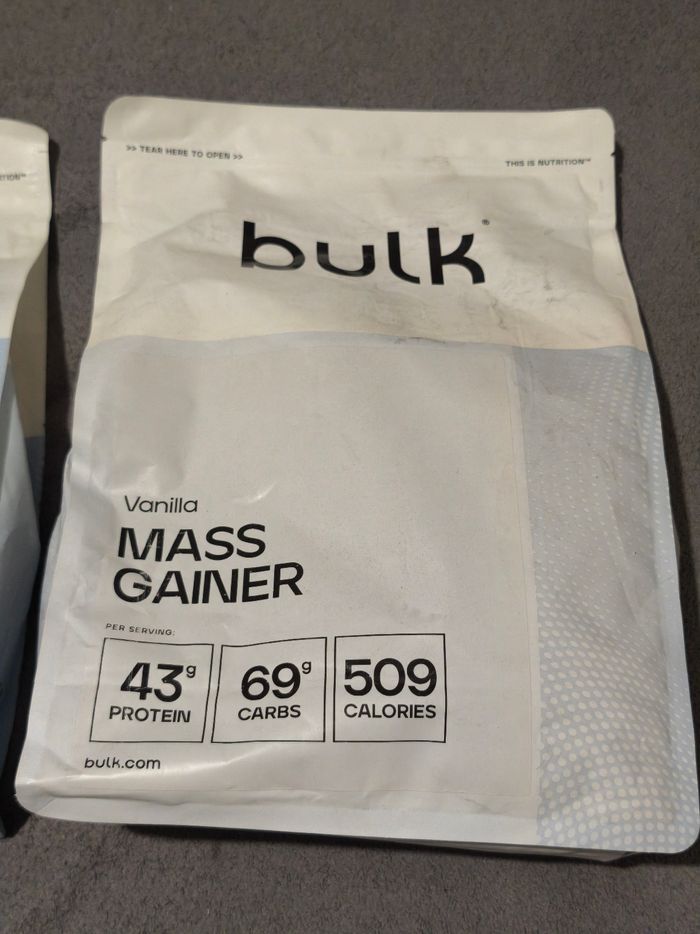 >> TEAR HERE TO OPEN >>
THIS IS NUTRITION™
bulk®
Vanilla
MASS
GAINER
PER SERVING:
43g
PROTEIN
69g
CARBS
509
CALORIES
bulk.com